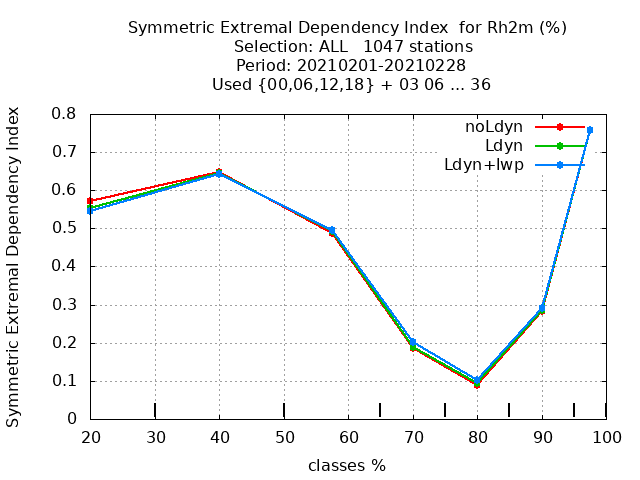 Symmetric Extremal Dependency Index  for Rh2m (%)
Selection: ALL   1047 stations
Period: 20210201-20210228
Used {00,06,12,18} + 03 06 ... 36
Symmetric Extremal Dependency Index
0.8
0.7
0.6
0.5
0.4
0.3
0.2
0.1
0
noLdyn
Ldyn
Ldyn+lwp
20 30 40 50 60 70 80 90 100
classes %